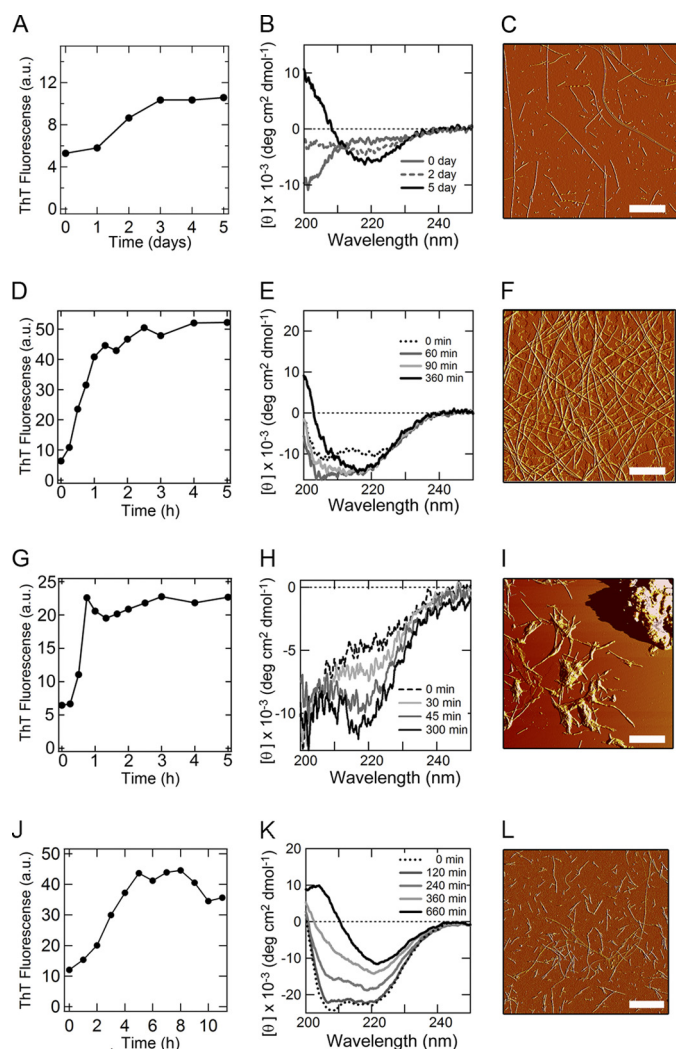 A
ThT Fluorescense (a.u.)
12
8
4
0
0 1 2 3 4 5
Time (days)
B
[θ] x 10⁻³ (deg cm² dmol⁻¹)
10
0
-10
0 day
2 day
5 day
200 220 240
Wavelength (nm)
C
D
ThT Fluorescense (a.u.)
50
40
30
20
10
0
0 1 2 3 4 5
Time (h)
E
[θ] x 10⁻³ (deg cm² dmol⁻¹)
20
10
0
-10
0 min
60 min
90 min
360 min
200 220 240
Wavelength (nm)
F
G
ThT Fluorescense (a.u.)
25
20
15
10
5
0
0 1 2 3 4 5
Time (h)
H
[θ] x 10⁻³ (deg cm² dmol⁻¹)
0
-5
-10
0 min
30 min
45 min
300 min
200 220 240
Wavelength (nm)
I
J
ThT Fluorescense (a.u.)
50
40
30
20
10
0
0 2 4 6 8 10
Time (h)
K
[θ] x 10⁻³ (deg cm² dmol⁻¹)
20
10
0
-10
-20
0 min
120 min
240 min
360 min
660 min
200 220 240
Wavelength (nm)
L